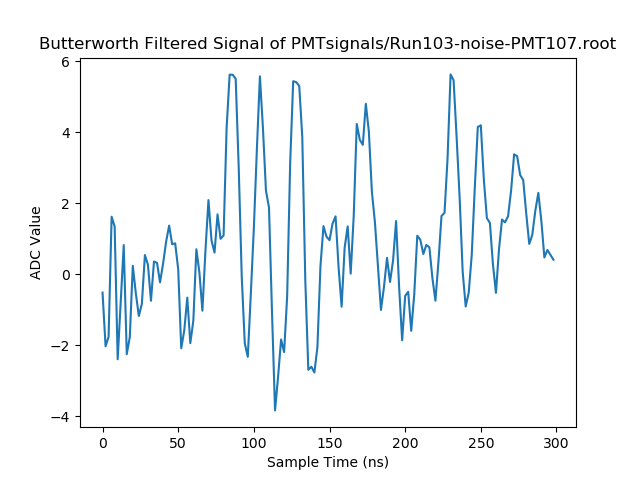 Butterworth Filtered Signal of PMTsignals/Run103-noise-PMT107.root
6
4
2
0
−2
−4
ADC Value
0 50 100 150 200 250 300
Sample Time (ns)